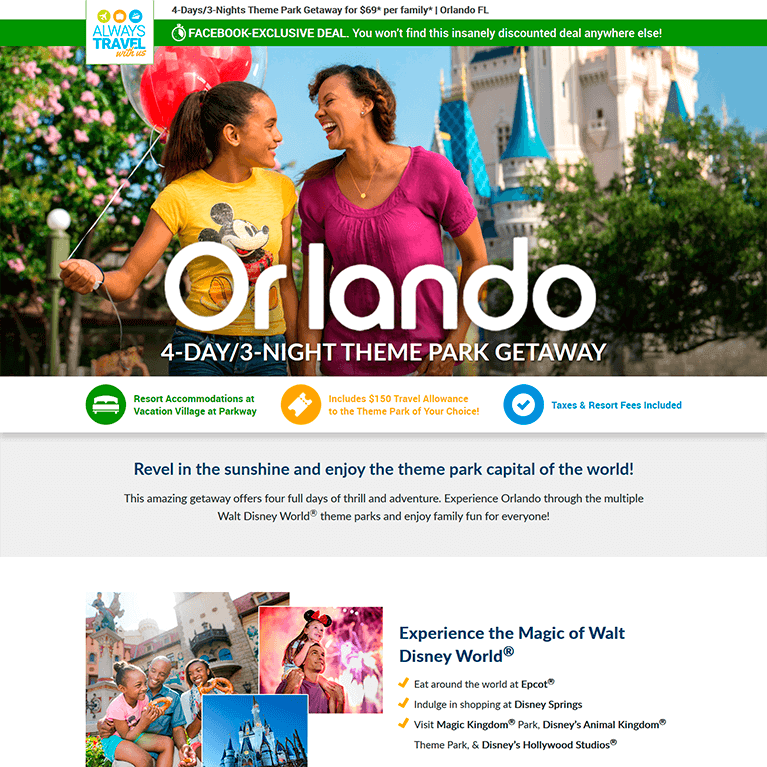 4-Days/3-Nights Theme Park Getaway for $69* per family* | Orlando FL
ALWAYS
TRAVEL
with us
FACEBOOK-EXCLUSIVE DEAL. You won't find this insanely discounted deal anywhere else!
Orlando
4-DAY/3-NIGHT THEME PARK GETAWAY
Resort Accommodations at
Vacation Village at Parkway
Includes $150 Travel Allowance
to the Theme Park of Your Choice!
Taxes & Resort Fees Included
Revel in the sunshine and enjoy the theme park capital of the world!
This amazing getaway offers four full days of thrill and adventure. Experience Orlando through the multiple
Walt Disney World® theme parks and enjoy family fun for everyone!
Experience the Magic of Walt
Disney World®
Eat around the world at Epcot®
Indulge in shopping at Disney Springs
Visit Magic Kingdom® Park, Disney's Animal Kingdom®
Theme Park, & Disney's Hollywood Studios®